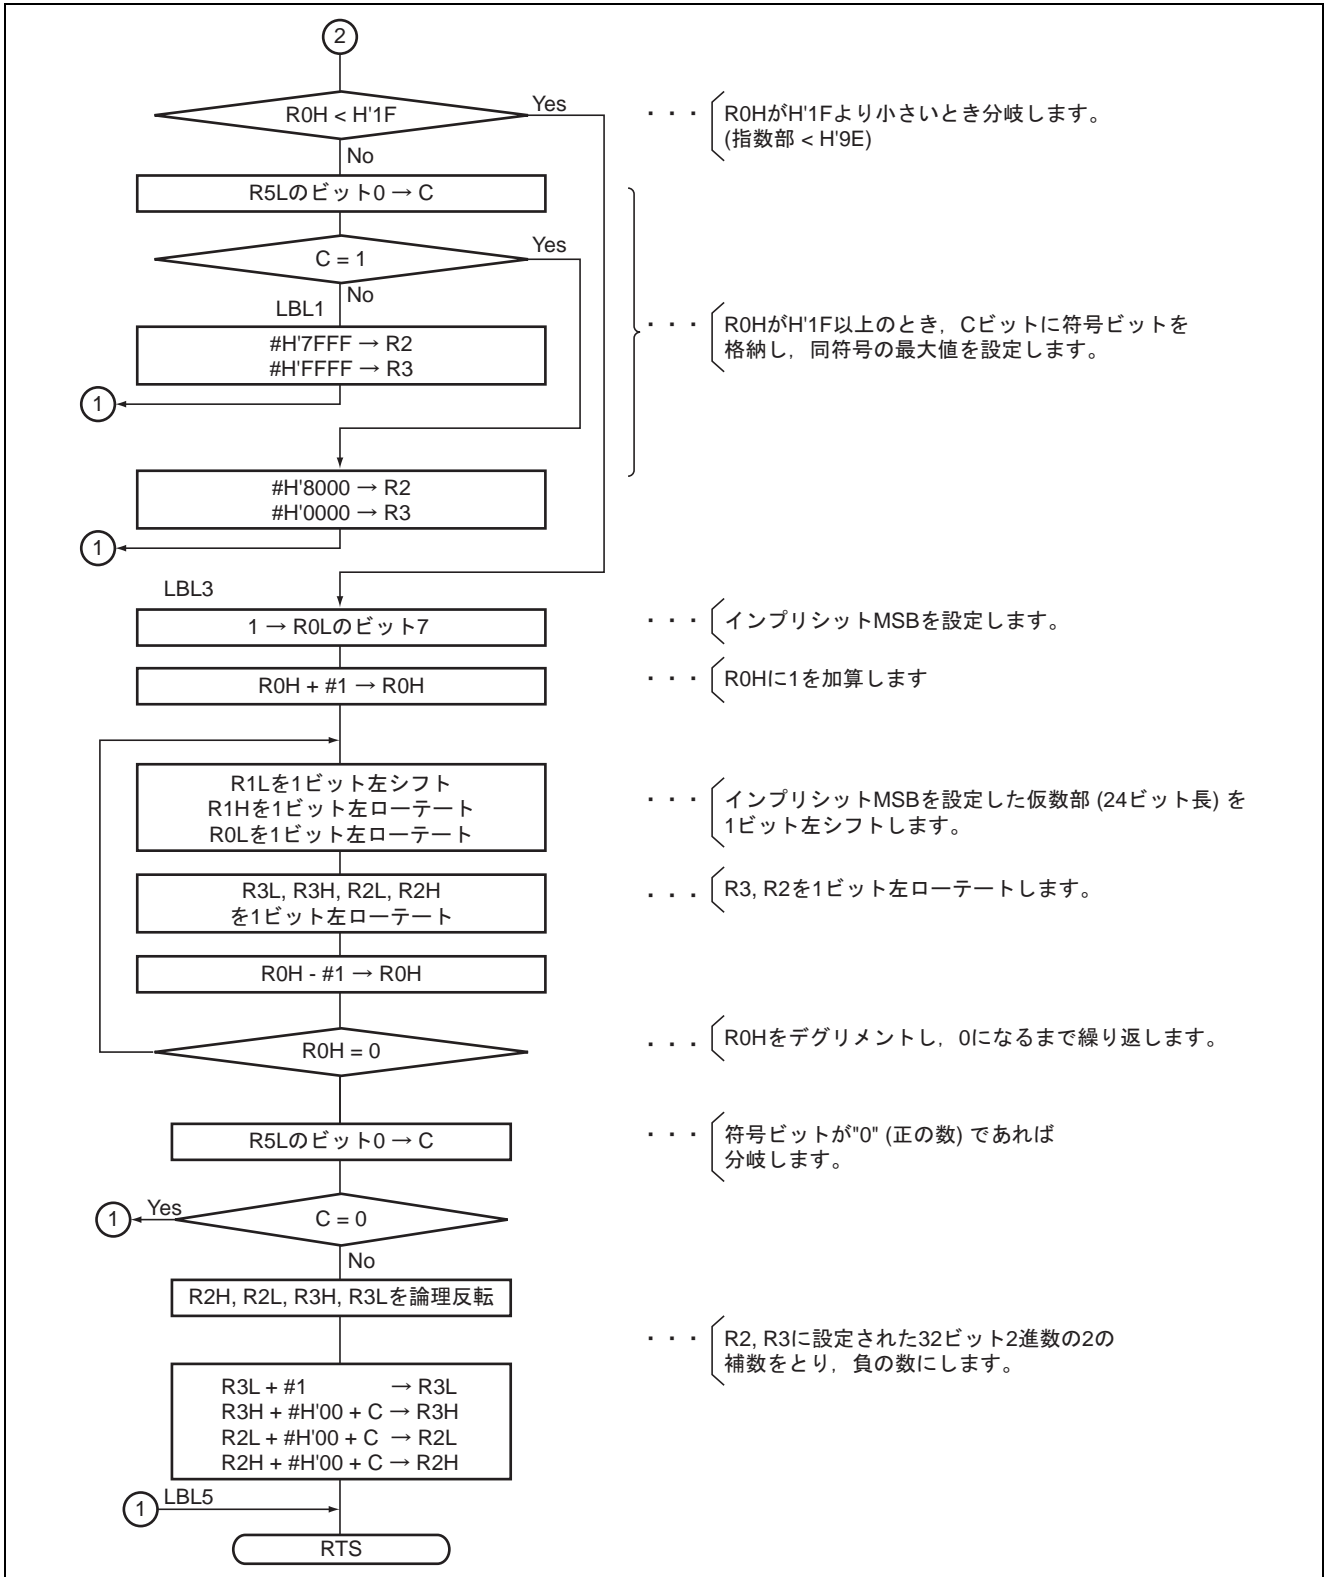 2
R0H < H'1F
Yes
No
・・・
R0HがH'1Fより小さいとき分岐します。
(指数部 < H'9E)
R5Lのビット0 → C
C = 1
Yes
No
LBL1
#H'7FFF → R2
#H'FFFF → R3
・・・
R0HがH'1F以上のとき，Cビットに符号ビットを
格納し，同符号の最大値を設定します。
1
#H'8000 → R2
#H'0000 → R3
1
LBL3
1 → R0Lのビット7
・・・
インプリシットMSBを設定します。
R0H + #1 → R0H
・・・
R0Hに1を加算します
R1Lを1ビット左シフト
R1Hを1ビット左ローテート
R0Lを1ビット左ローテート
・・・
インプリシットMSBを設定した仮数部 (24ビット長) を
1ビット左シフトします。
R3L, R3H, R2L, R2H
を1ビット左ローテート
・・・
R3, R2を1ビット左ローテートします。
R0H - #1 → R0H
R0H = 0
・・・
R0Hをデグリメントし，0になるまで繰り返します。
R5Lのビット0 → C
・・・
符号ビットが"0" (正の数) であれば
分岐します。
1
Yes
C = 0
No
R2H, R2L, R3H, R3Lを論理反転
・・・
R2, R3に設定された32ビット2進数の2の
補数をとり，負の数にします。
R3L + #1 → R3L
R3H + #H'00 + C → R3H
R2L + #H'00 + C → R2L
R2H + #H'00 + C → R2H
1
LBL5
RTS